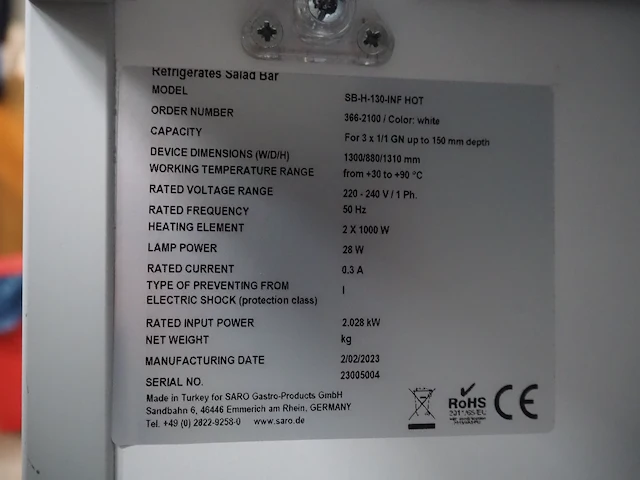 Refrigerates Salad Bar
MODEL SB-H-130-INF HOT
ORDER NUMBER 366-2100 / Color: white
CAPACITY For 3 x 1/1 GN up to 150 mm depth
DEVICE DIMENSIONS (W/D/H) 1300/880/1310 mm
WORKING TEMPERATURE RANGE from +30 to +90 °C
RATED VOLTAGE RANGE 220 - 240 V / 1 Ph.
RATED FREQUENCY 50 Hz
HEATING ELEMENT 2 X 1000 W
LAMP POWER 28 W
RATED CURRENT 0.3 A
TYPE OF PREVENTING FROM I
ELECTRIC SHOCK (protection class)
RATED INPUT POWER 2.028 kW
NET WEIGHT kg
MANUFACTURING DATE 2/02/2023
SERIAL NO. 23005004
Made in Turkey for SARO Gastro-Products GmbH
Sandbahn 6, 46446 Emmerich am Rhein, GERMANY
Tel. +49 (0) 2822-9258-0 www.saro.de
RoHS
2011/65/EU
CE